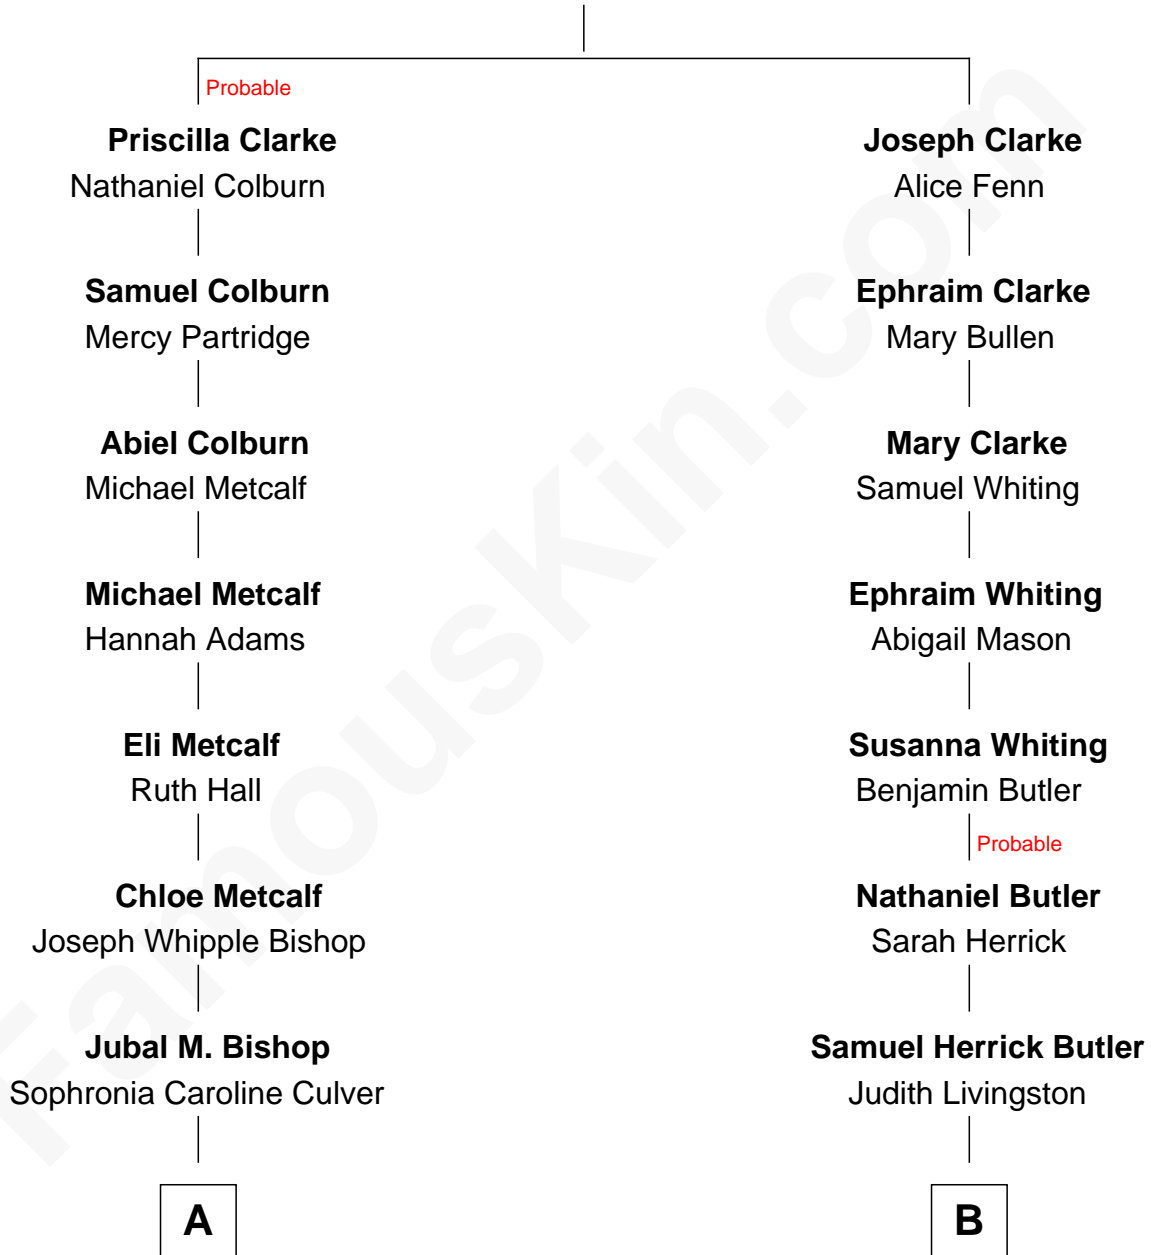 Probable
Priscilla Clarke
Nathaniel Colburn
Samuel Colburn
Mercy Partridge
Abiel Colburn
Michael Metcalf
Michael Metcalf
Hannah Adams
Eli Metcalf
Ruth Hall
Chloe Metcalf
Joseph Whipple Bishop
Jubal M. Bishop
Sophronia Caroline Culver
A
Joseph Clarke
Alice Fenn
Ephraim Clarke
Mary Bullen
Mary Clarke
Samuel Whiting
Ephraim Whiting
Abigail Mason
Susanna Whiting
Benjamin Butler
Probable
Nathaniel Butler
Sarah Herrick
Samuel Herrick Butler
Judith Livingston
B
FamousKin.com